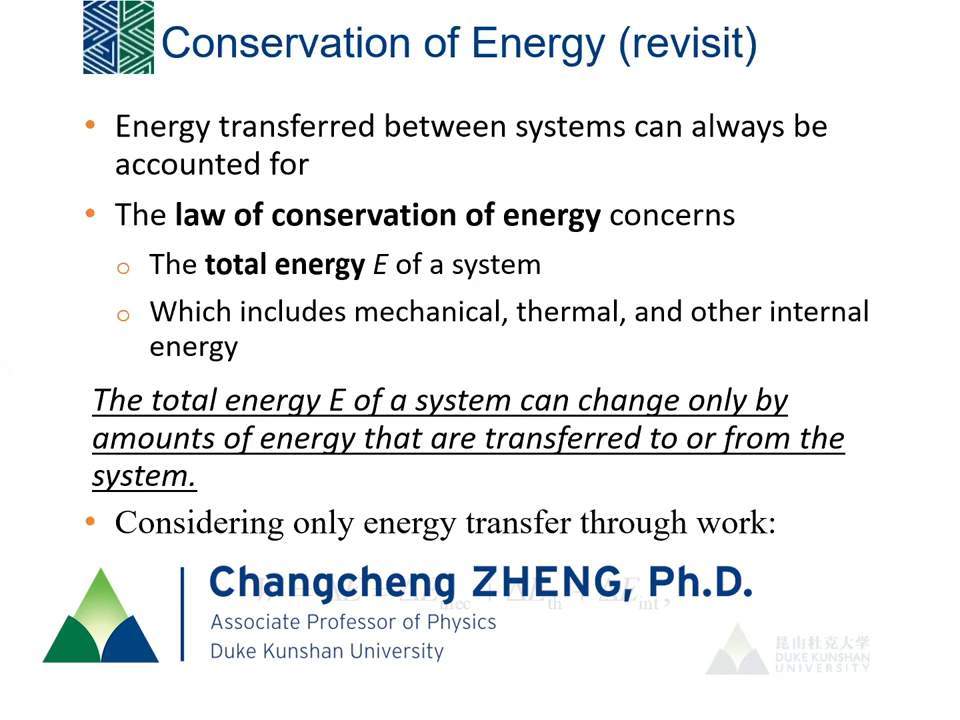 Conservation of Energy (revisit)
• Energy transferred between systems can always be
accounted for
• The law of conservation of energy concerns
o The total energy E of a system
o Which includes mechanical, thermal, and other internal
energy
The total energy E of a system can change only by
amounts of energy that are transferred to or from the
system.
• Considering only energy transfer through work:
Changcheng ZHENG, Ph.D.
Associate Professor of Physics
Duke Kunshan University
昆山杜克大学
DUKE KUNSHAN
UNIVERSITY